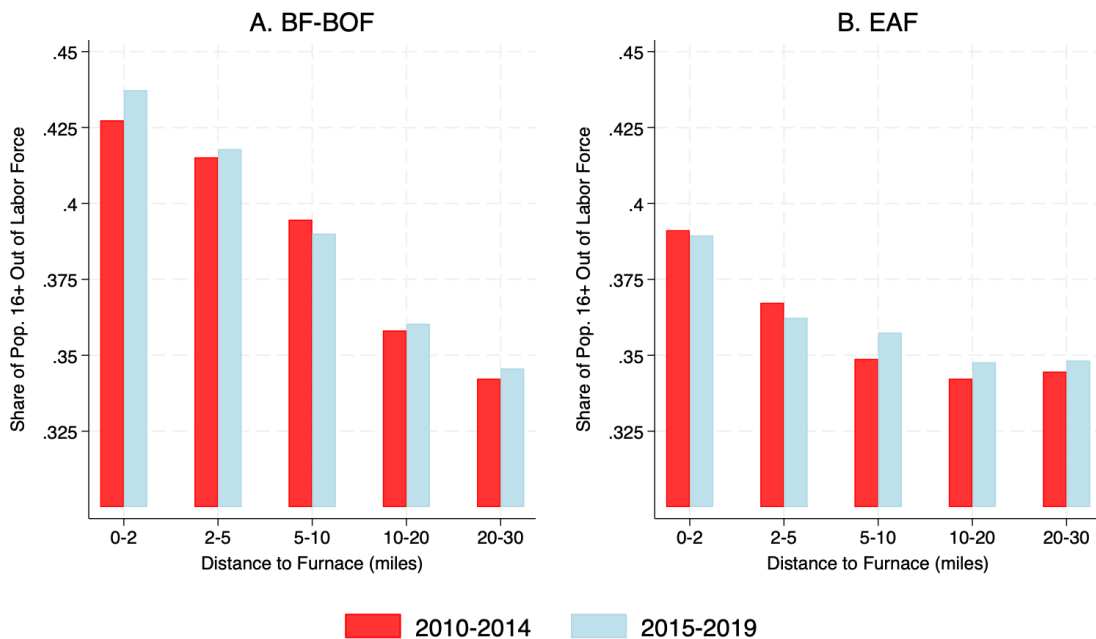 A. BF-BOF
Share of Pop. 16+ Out of Labor Force
.45
.425
.4
.375
.35
.325
0-2 2-5 5-10 10-20 20-30
Distance to Furnace (miles)
B. EAF
Share of Pop. 16+ Out of Labor Force
.45
.425
.4
.375
.35
.325
0-2 2-5 5-10 10-20 20-30
Distance to Furnace (miles)
2010-2014 2015-2019